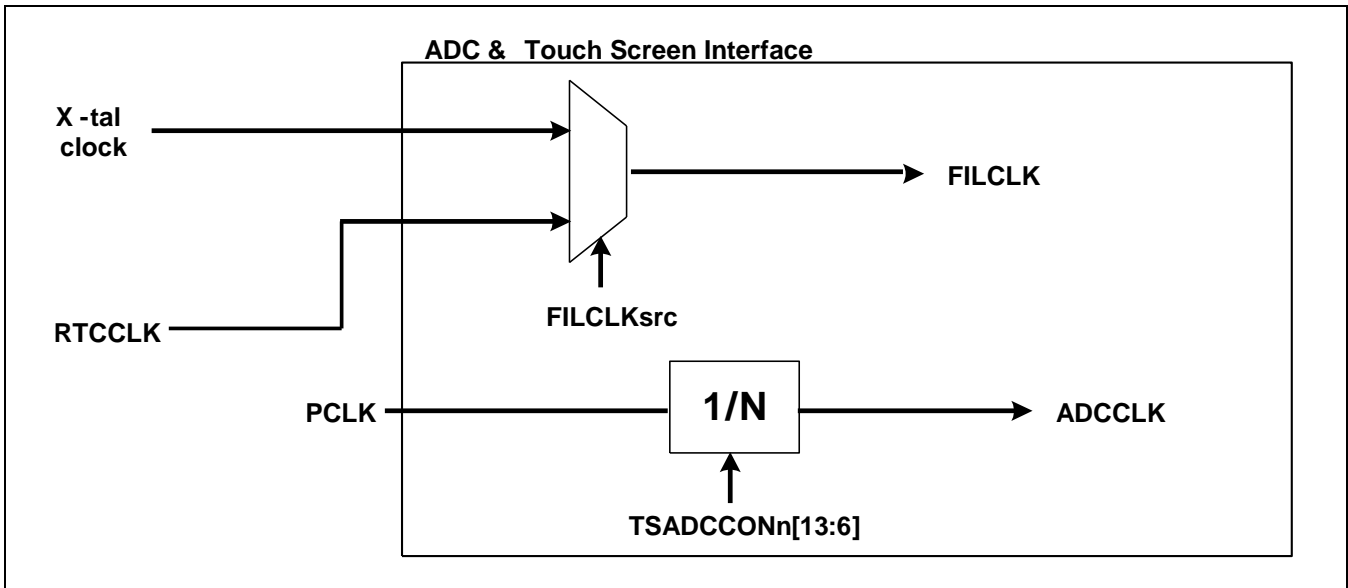 ADC & Touch Screen Interface
X -tal
clock
FILCLK
FILCLKsrc
RTCCLK
PCLK
1/N
ADCCLK
TSADCCONn[13:6]